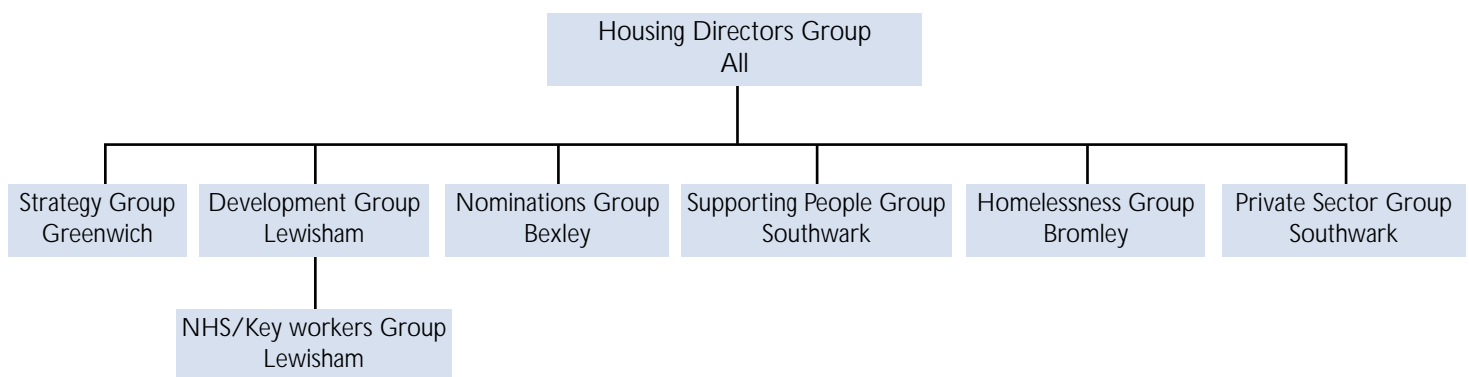 Housing Directors Group
All
Strategy Group
Greenwich
Development Group
Lewisham
Nominations Group
Bexley
Supporting People Group
Southwark
Homelessness Group
Bromley
Private Sector Group
Southwark
NHS/Key workers Group
Lewisham